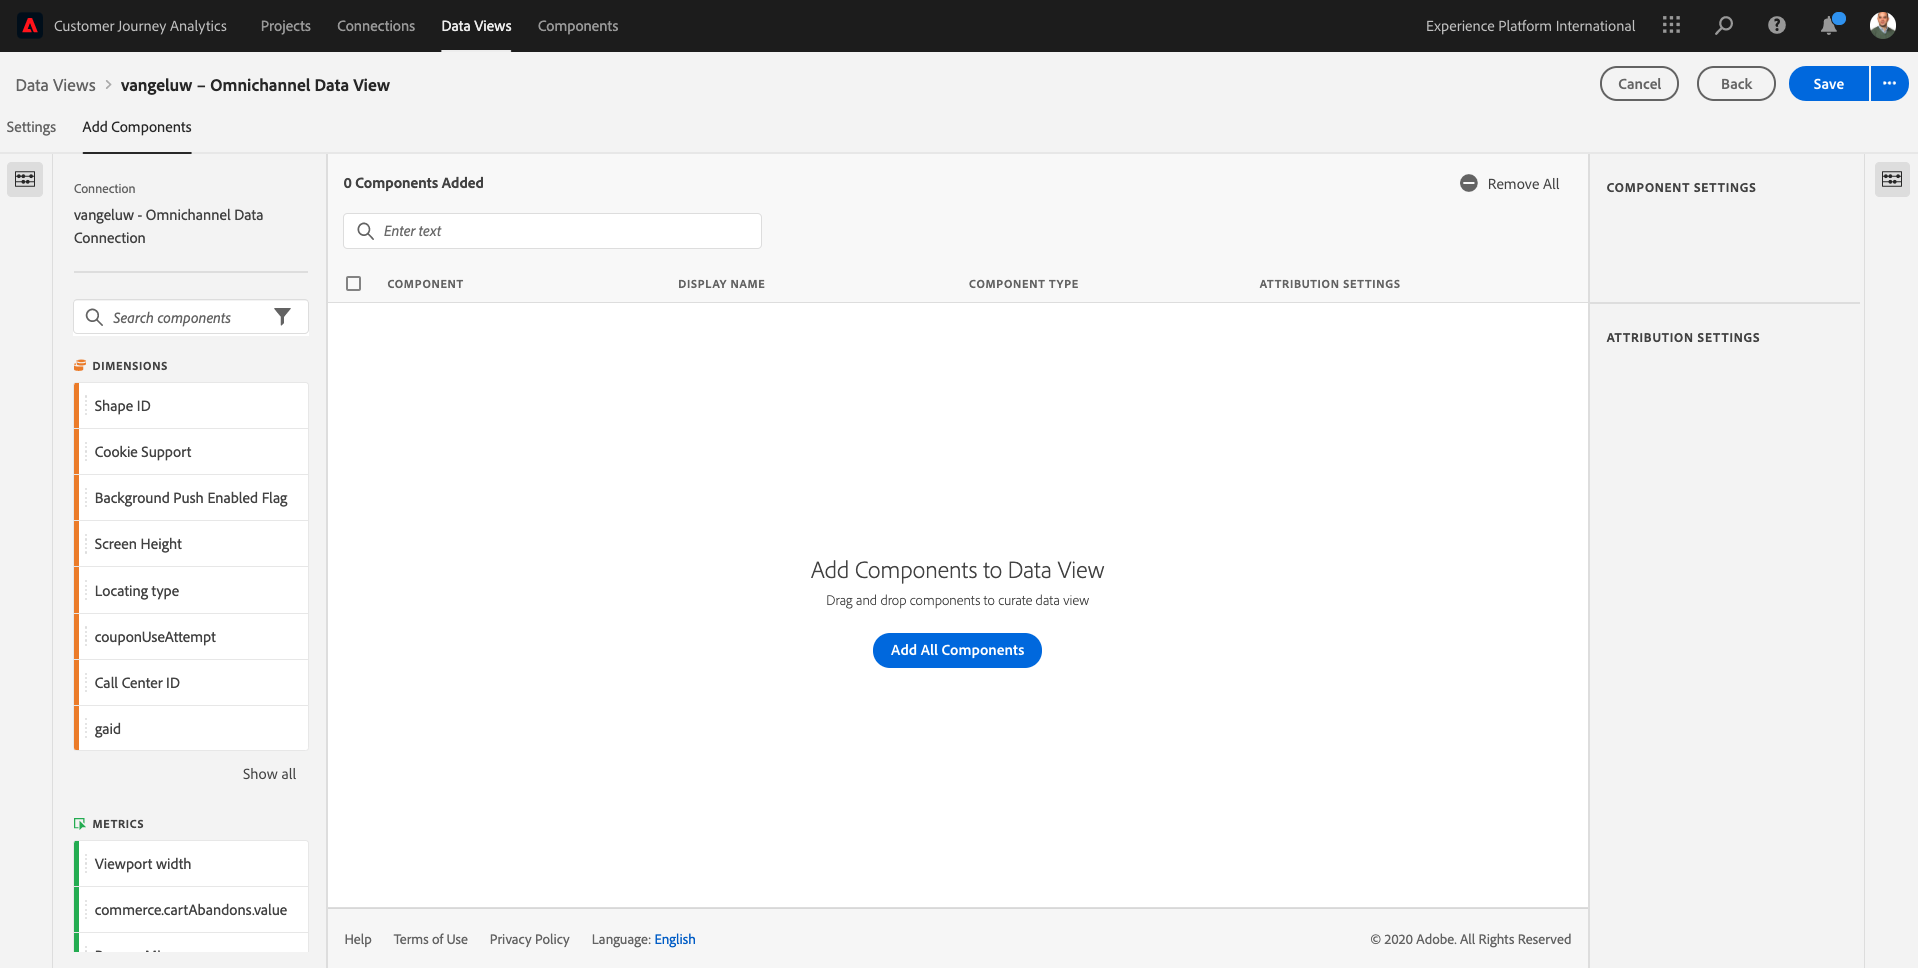 Customer Journey Analytics Projects Connections Data Views Components Experience Platform International
Data Views > vangeluw – Omnichannel Data View Cancel Back Save ···
Settings Add Components
Connection
vangeluw - Omnichannel Data
Connection
Search components
DIMENSIONS
Shape ID
Cookie Support
Background Push Enabled Flag
Screen Height
Locating type
couponUseAttempt
Call Center ID
gaid
Show all
METRICS
Viewport width
commerce.cartAbandons.value
0 Components Added Remove All
Enter text
COMPONENT DISPLAY NAME COMPONENT TYPE ATTRIBUTION SETTINGS
Add Components to Data View
Drag and drop components to curate data view
Add All Components
COMPONENT SETTINGS
ATTRIBUTION SETTINGS
Help Terms of Use Privacy Policy Language: English © 2020 Adobe. All Rights Reserved